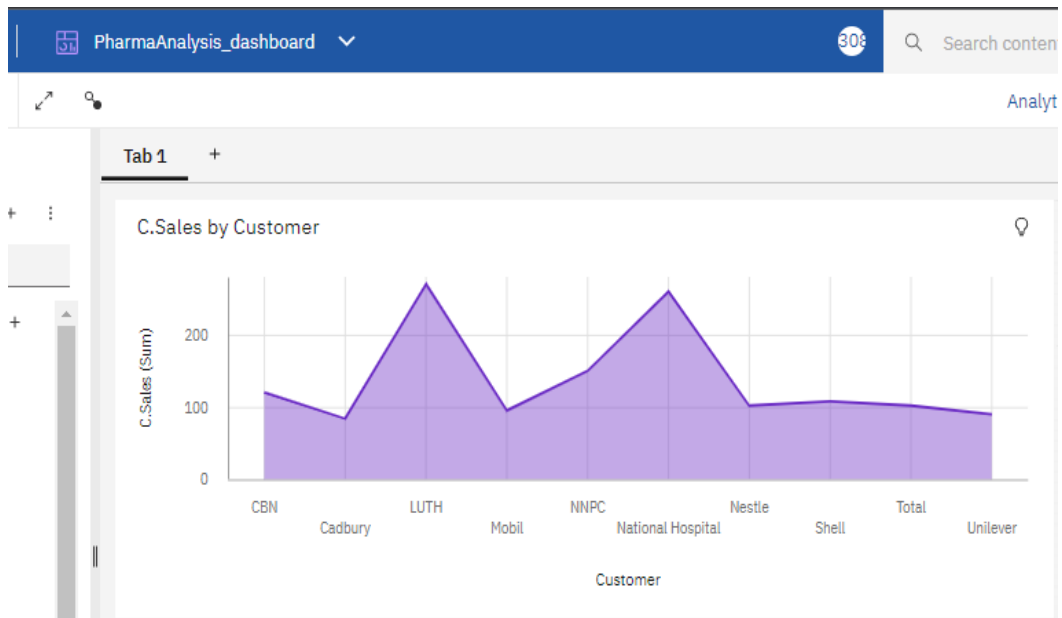 PharmaAnalysis_dashboard
308
Search conten
Analyt
Tab 1 +
C.Sales by Customer
C.Sales (Sum)
200
100
0
CBN
Cadbury
LUTH
Mobil
NNPC
National Hospital
Nestle
Shell
Total
Unilever
Customer